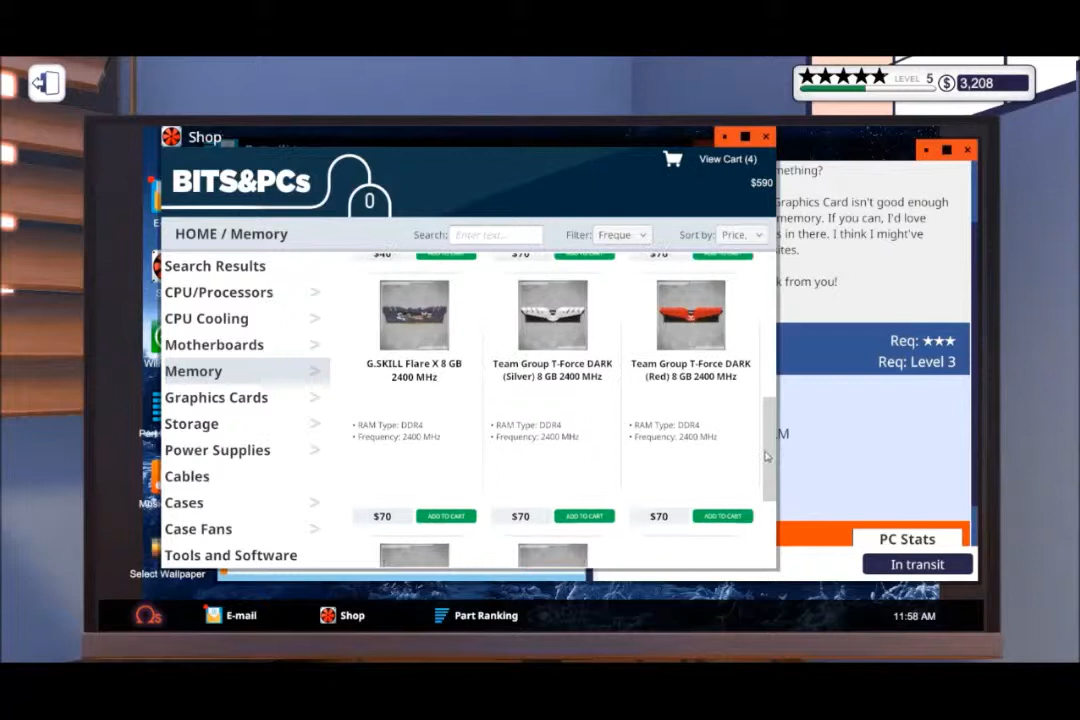 LEVEL 5
$ 3,208
Shop
BITS&PCs
View Cart (4)
$590
HOME / Memory
Search:
Enter text...
Filter:
Freque
Sort by:
Price,
Search Results
CPU/Processors >
CPU Cooling >
Motherboards >
Memory >
Graphics Cards >
Storage >
Power Supplies >
Cables
Cases >
Case Fans >
Tools and Software
G.SKILL Flare X 8 GB
2400 MHz
• RAM Type: DDR4
• Frequency: 2400 MHz
$70
ADD TO CART
Team Group T-Force DARK
(Silver) 8 GB 2400 MHz
• RAM Type: DDR4
• Frequency: 2400 MHz
$70
ADD TO CART
Team Group T-Force DARK
(Red) 8 GB 2400 MHz
• RAM Type: DDR4
• Frequency: 2400 MHz
$70
ADD TO CART
mething?
Graphics Card isn't good enough
memory. If you can, I'd love
s in there. I think I might've
ites.
k from you!
Req: ★★★
Req: Level 3
PC Stats
In transit
Select Wallpaper
E-mail
Shop
Part Ranking
11:58 AM